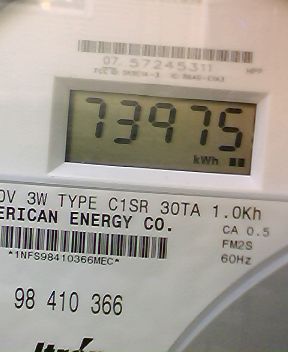 07 57245311
73975
kWh
0V 3W TYPE C1SR 30TA 1.0Kh
ERICAN ENERGY CO. CA 0.5
FM2S
*1NFS98410366MEC* 60Hz
98 410 366
Itrón